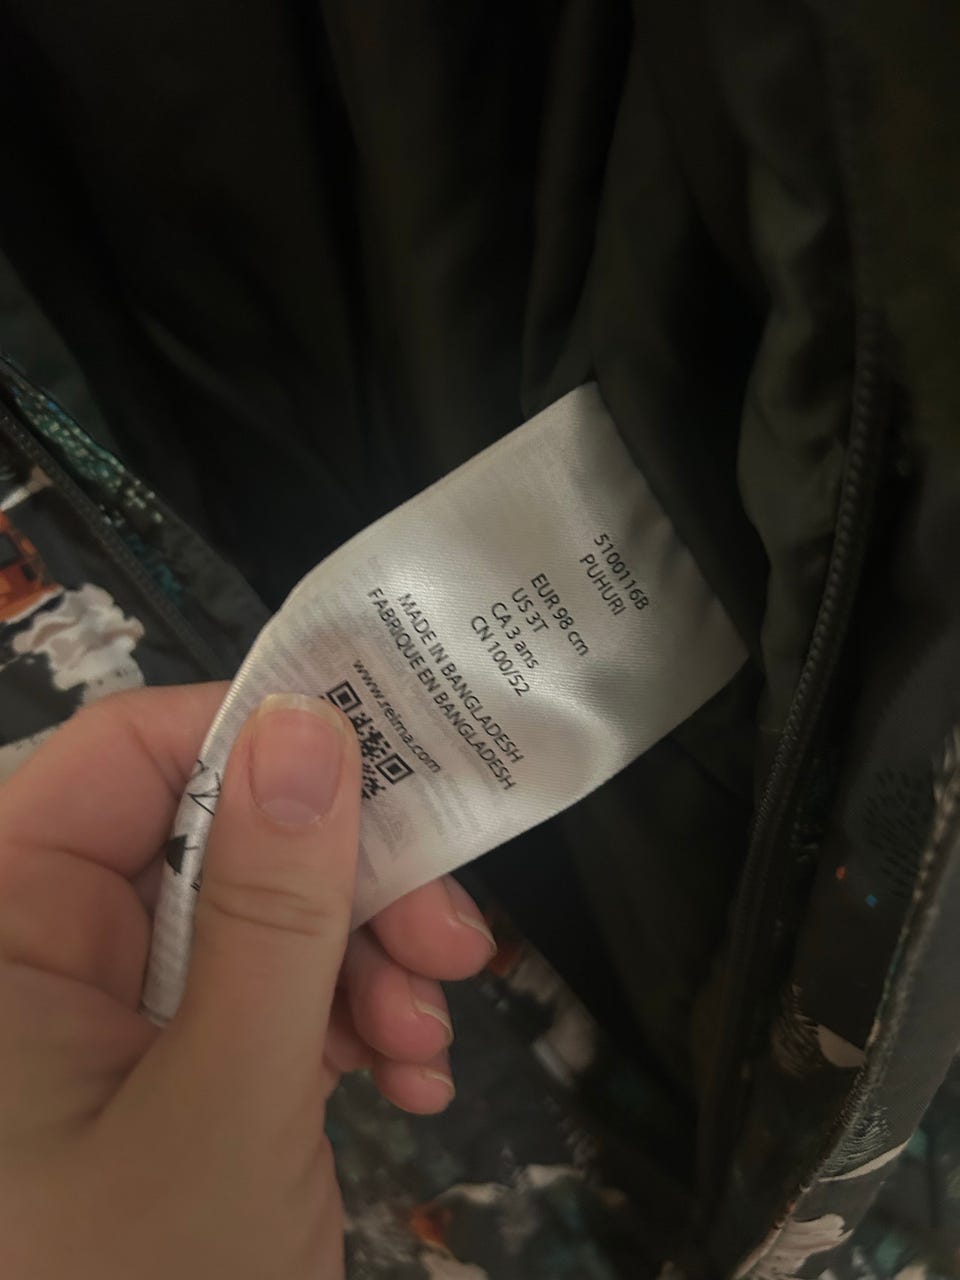 5100116B
PUHURI
EUR 98 cm
US 3T
CA 3 ans
CN 100/52
MADE IN BANGLADESH
FABRIQUE EN BANGLADESH
www.reima.com